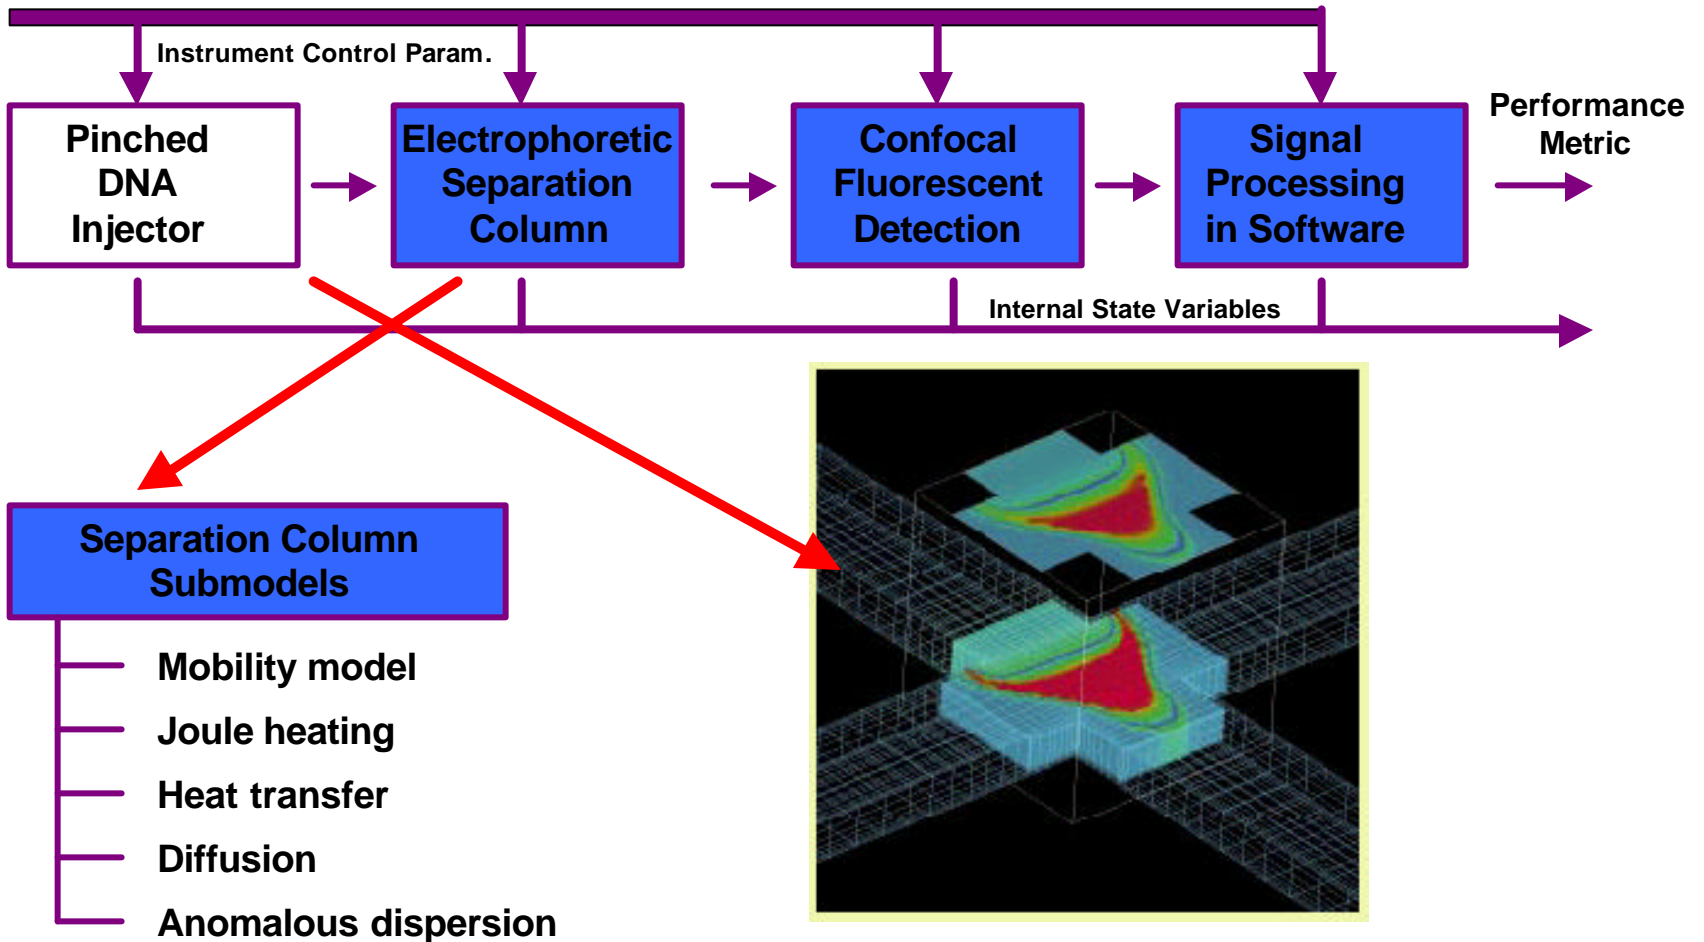 Instrument Control Param.
Pinched
DNA
Injector
Electrophoretic
Separation
Column
Confocal
Fluorescent
Detection
Signal
Processing
in Software
Performance
Metric
Internal State Variables
Separation Column
Submodels
Mobility model
Joule heating
Heat transfer
Diffusion
Anomalous dispersion